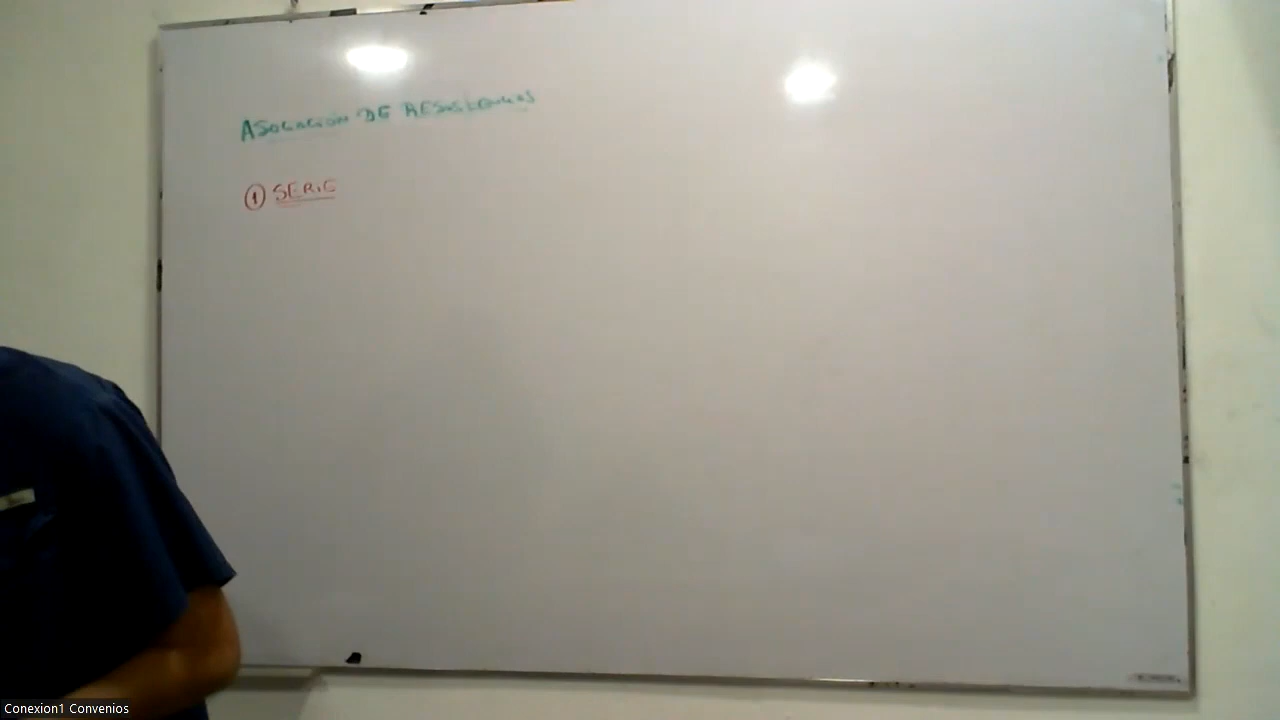 ASOCIACION DE RESISTENCIAS
① SERIE
Conexion1 Convenios